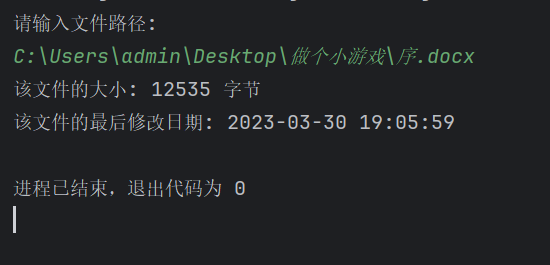 请输入文件路径:
C:\Users\admin\Desktop\做个小游戏\序.docx
该文件的大小: 12535 字节
该文件的最后修改日期: 2023-03-30 19:05:59
进程已结束，退出代码为 0